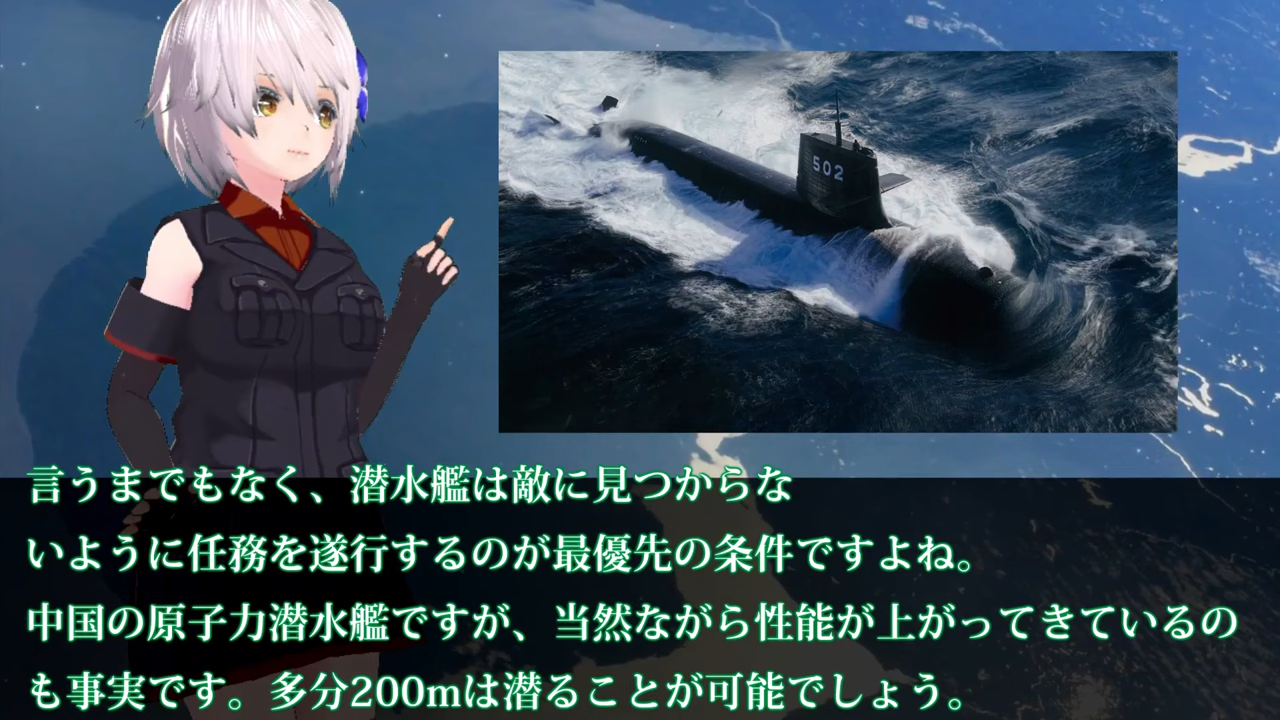 502
言うまでもなく、潜水艦は敵に見つからな
いように任務を遂行するのが最優先の条件ですよね。
中国の原子力潜水艦ですが、当然ながら性能が上がってきているの
も事実です。多分200mは潜ることが可能でしょう。